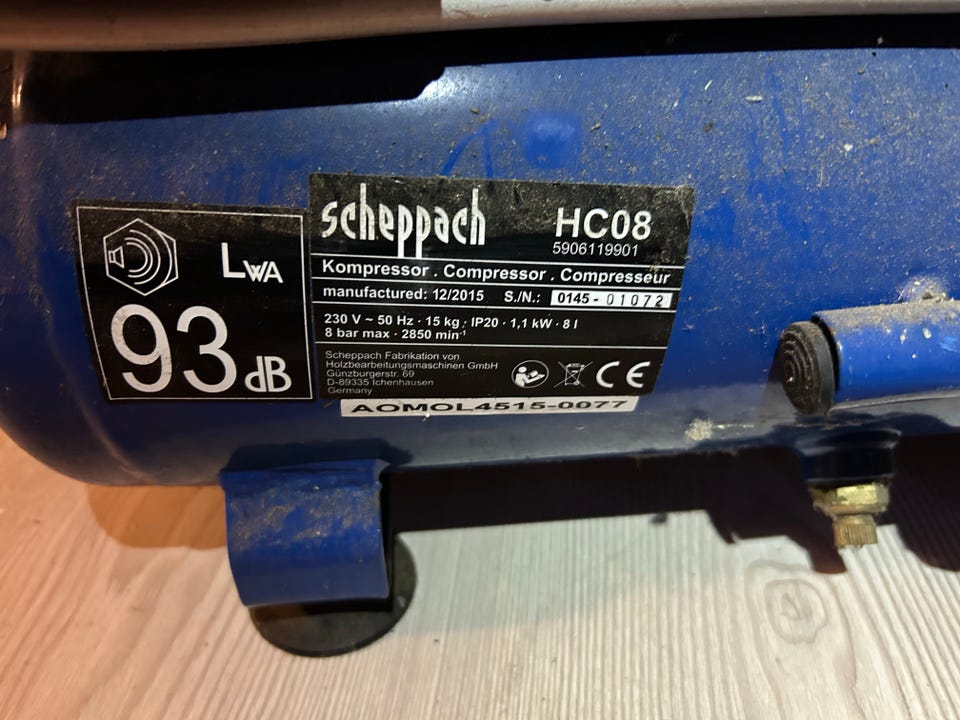 LWA
93 dB
scheppach HC08
5906119901
Kompressor . Compressor . Compresseur
manufactured: 12/2015 S./N.: 0145-01072
230 V ~ 50 Hz · 15 kg · IP20 · 1,1 kW · 8 l
8 bar max · 2850 min-1
Scheppach Fabrikation von
Holzbearbeitungsmaschinen GmbH
Günzburgerstr. 69
D-89335 Ichenhausen
Germany
CE
AOMOL4515-0077